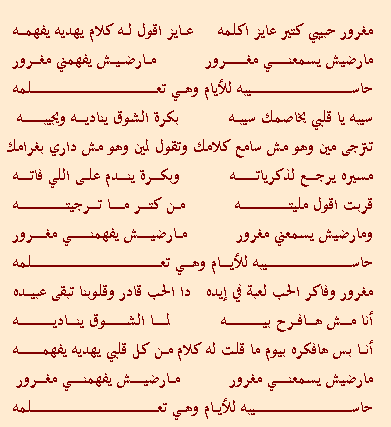 مغرور حبيبي كتير عايز اكلمه عايز اقول له كلام يهديه يفهمه
مارضيش يسمعني مغرور مارضيش يفهمني مغرور
حاسيبه للأيام وهي تعلمه
سيبه يا قلبي بخاصمك سيبه بكرة الشوق يناديه ويجيبه
تترجى مين وهو مش سامع كلامك وتقول لمين وهو مش داري بغرامك
مسيره يرجع لذكرياته وبكرة يندم على اللي فاته
قربت اقول مليته من كتر ما ترجيته
ومارضيش يسمعني مغرور مارضيش يفهمني مغرور
حاسيبه للأيام وهي تعلمه
مغرور وفاكر الحب لعبة في إيده دا الحب قادر وقلوبنا تبقى عبيده
أنا مش هافرح بيه لما الشوق يناديه
أنا بس هافكره بيوم ما قلت له كلام من كل قلبي يهديه يفهمه
مارضيش يسمعني مغرور مارضيش يفهمني مغرور
حاسيبه للأيام وهي تعلمه